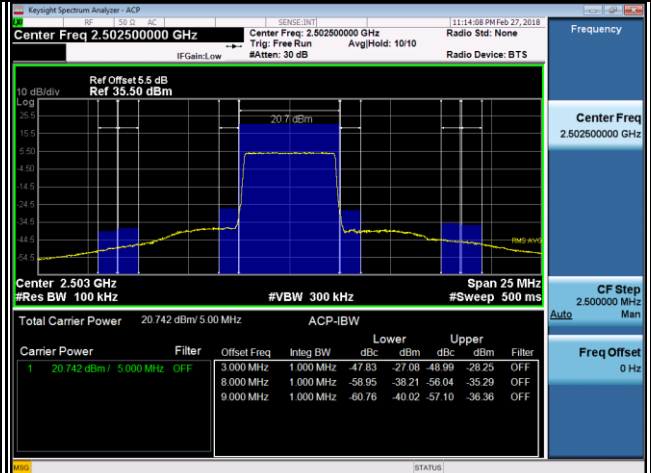 Keysight Spectrum Analyzer - ACP
LXI RF 50 Ω AC SENSE:INT 11:14:08 PM Feb 27, 2018
Center Freq 2.502500000 GHz Center Freq: 2.502500000 GHz Radio Std: None
Trig: Free Run Avg|Hold: 10/10
IFGain:Low #Atten: 30 dB Radio Device: BTS
Ref Offset 5.5 dB
10 dB/div Ref 35.50 dBm
Log
25.5
20.7 dBm
15.5
5.50
-4.50
-14.5
-24.5
-34.5
-44.5
RMS AVG
-54.5
Center 2.503 GHz Span 25 MHz
#Res BW 100 kHz #VBW 300 kHz #Sweep 500 ms
Total Carrier Power 20.742 dBm/ 5.00 MHz ACP-IBW
Lower Upper
Carrier Power Filter Offset Freq Integ BW dBc dBm dBc dBm Filter
1 20.742 dBm / 5.000 MHz OFF 3.000 MHz 1.000 MHz -47.83 -27.08 -48.99 -28.25 OFF
8.000 MHz 1.000 MHz -58.95 -38.21 -56.04 -35.29 OFF
9.000 MHz 1.000 MHz -60.76 -40.02 -57.10 -36.36 OFF
Frequency
Center Freq
2.502500000 GHz
CF Step
2.500000 MHz
Auto Man
Freq Offset
0 Hz
MSG STATUS